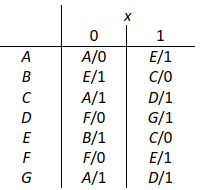 x
0 1
A A/0 E/1
B E/1 C/0
C A/1 D/1
D F/0 G/1
E B/1 C/0
F F/0 E/1
G A/1 D/1